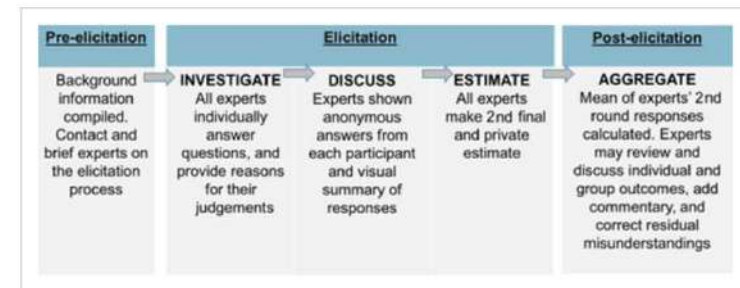 Pre-elicitation
Background
information
compiled.
Contact and
brief experts on
the elicitation
process
Elicitation
INVESTIGATE
All experts
individually
answer
questions, and
provide reasons
for their
judgements
DISCUSS
Experts shown
anonymous
answers from
each participant
and visual
summary of
responses
ESTIMATE
All experts
make 2nd final
and private
estimate
Post-elicitation
AGGREGATE
Mean of experts' 2nd
round responses
calculated. Experts
may review and
discuss individual and
group outcomes, add
commentary, and
correct residual
misunderstandings